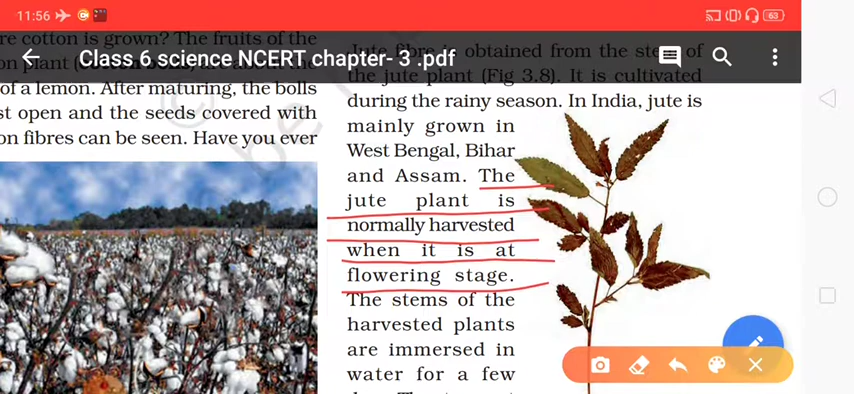 11:56
63
Class 6 science NCERT chapter- 3 .pdf
re cotton is grown? The fruits of the
of a lemon. After maturing, the bolls
st open and the seeds covered with
on fibres can be seen. Have you ever
Jute fibre is obtained from the stem of
the jute plant (Fig 3.8). It is cultivated
during the rainy season. In India, jute is
mainly grown in
West Bengal, Bihar
and Assam. The
jute plant is
normally harvested
when it is at
flowering stage.
The stems of the
harvested plants
are immersed in
water for a few